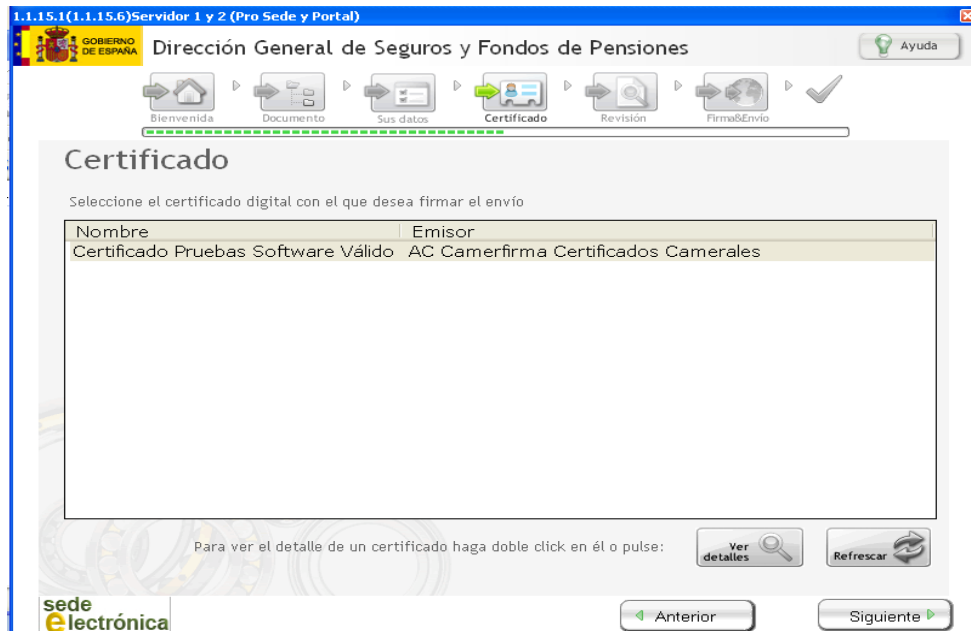 1.1.15.1(1.1.15.6)Servidor 1 y 2 (Pro Sede y Portal)
GOBIERNO
DE ESPAÑA
Dirección General de Seguros y Fondos de Pensiones
Ayuda
Bienvenida
Documento
Sus datos
Certificado
Revisión
Firma&Envío
Certificado
Seleccione el certificado digital con el que desea firmar el envío
Nombre Emisor
Certificado Pruebas Software Válido AC Camerfirma Certificados Camerales
Para ver el detalle de un certificado haga doble click en él o pulse:
Ver
detalles
Refrescar
sede
electrónica
Anterior
Siguiente